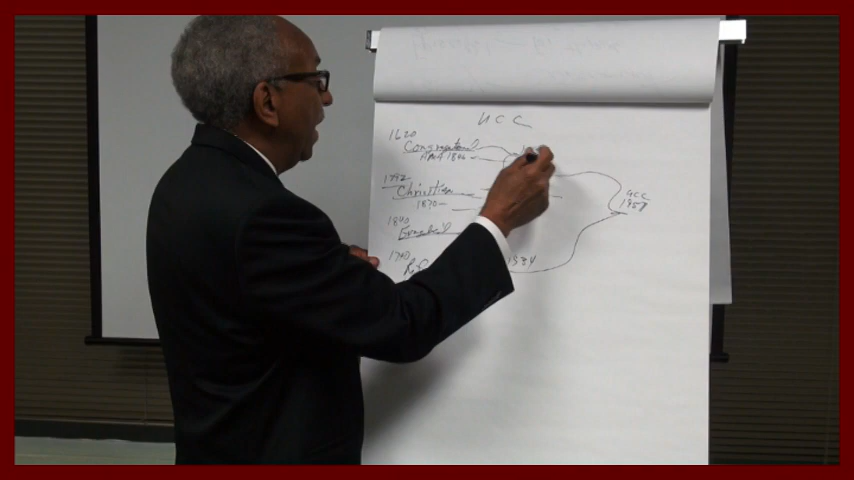 UCC
1620
Congregational
AMA 1846
1792
Christian
1870
UCC
1957
1840
Evangelical
1740
1934